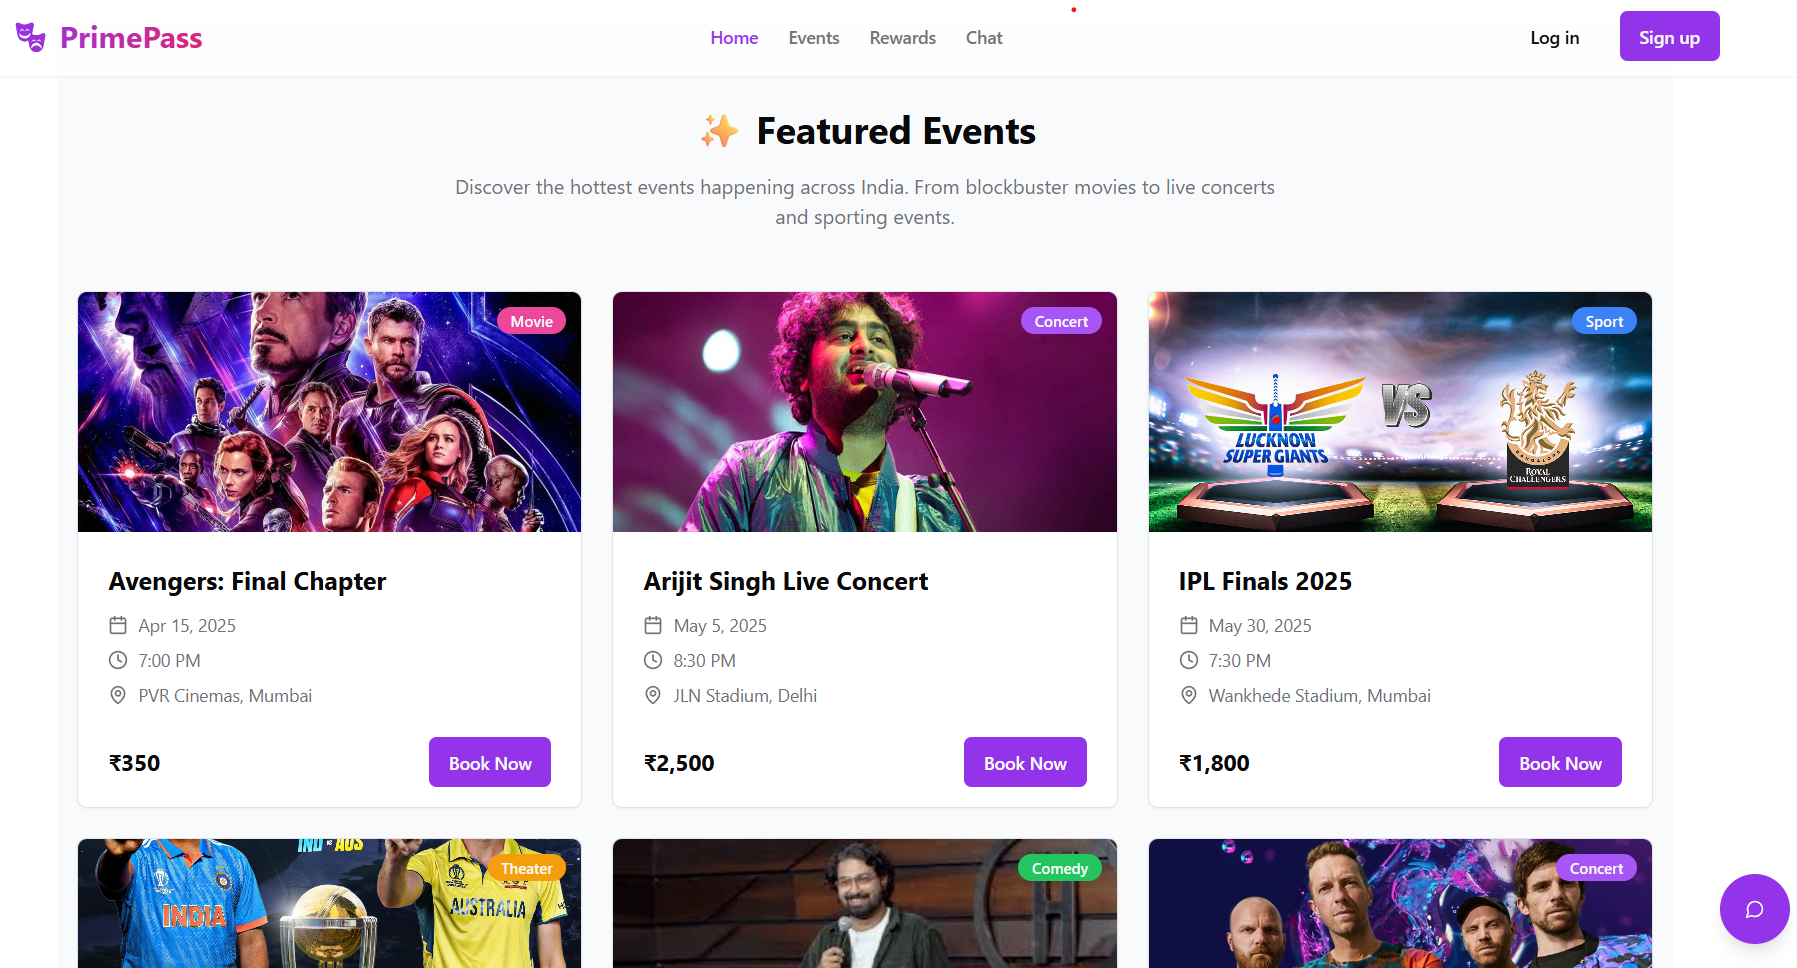 PrimePass
Home Events Rewards Chat
Log in
Sign up
✨ Featured Events
Discover the hottest events happening across India. From blockbuster movies to live concerts
and sporting events.
Movie
Concert
Sport
LUCKNOW
SUPER GIANTS
VS
BANGALORE
ROYAL
CHALLENGERS
Avengers: Final Chapter
Apr 15, 2025
7:00 PM
PVR Cinemas, Mumbai
₹350
Book Now
Arijit Singh Live Concert
May 5, 2025
8:30 PM
JLN Stadium, Delhi
₹2,500
Book Now
IPL Finals 2025
May 30, 2025
7:30 PM
Wankhede Stadium, Mumbai
₹1,800
Book Now
IND vs AUS
Theater
INDIA
AUSTRALIA
Comedy
Concert